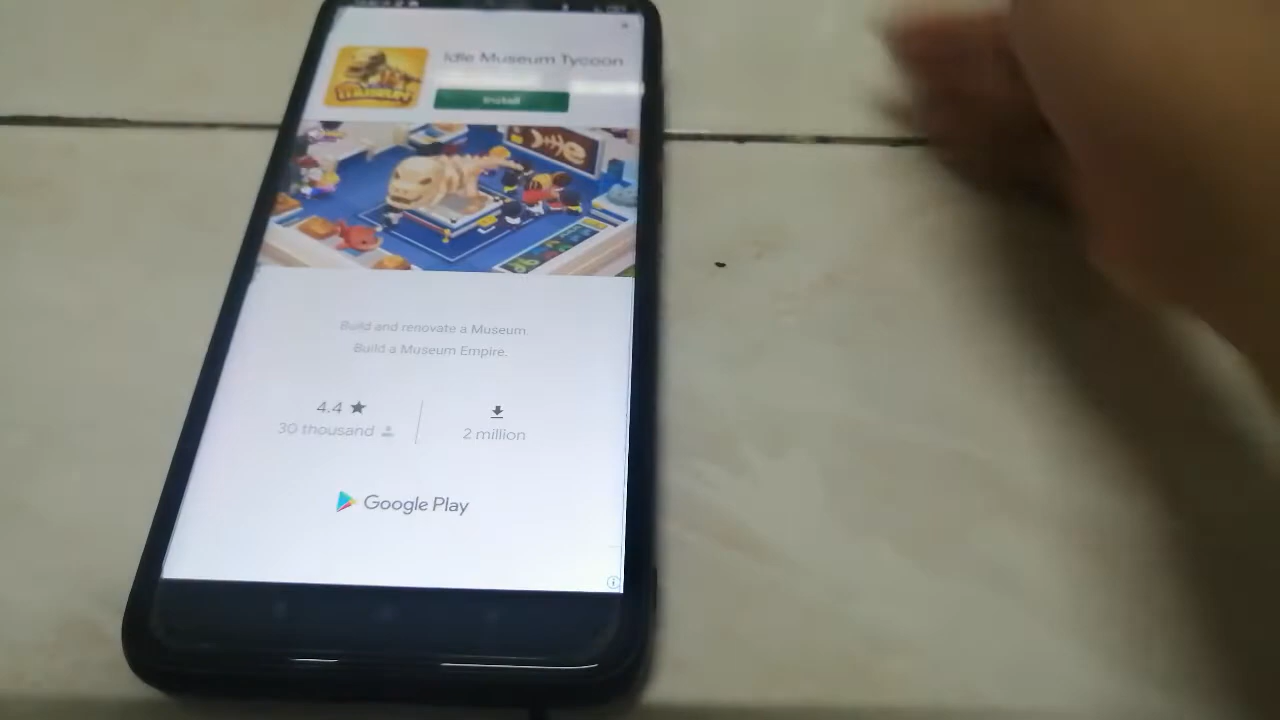 Idle Museum Tycoon
Install
Build and renovate a Museum.
Build a Museum Empire.
4.4
30 thousand
2 million
Google Play